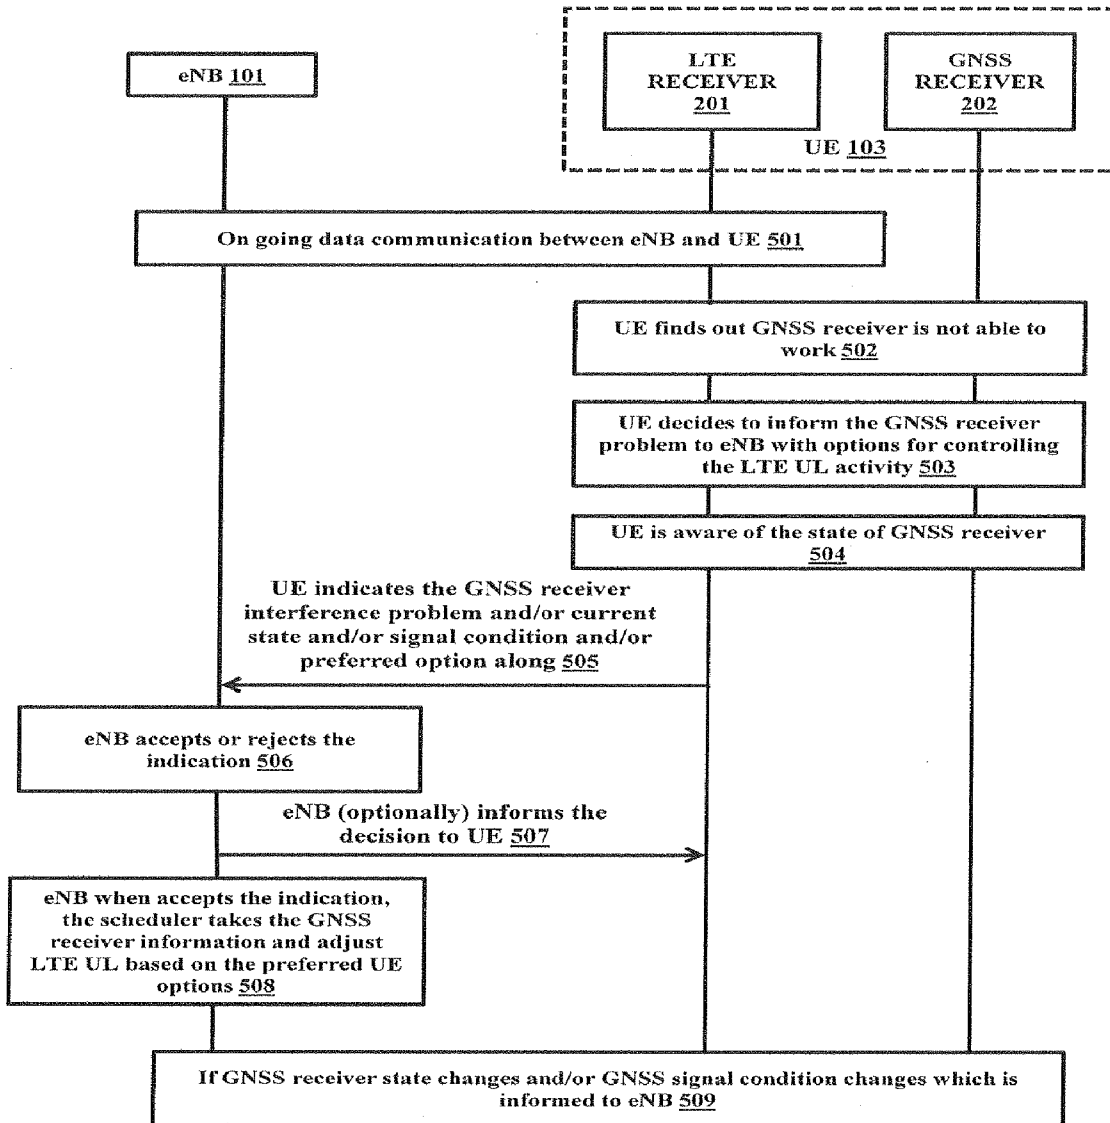 eNB 101
LTE
RECEIVER
201
GNSS
RECEIVER
202
UE 103
On going data communication between eNB and UE 501
UE finds out GNSS receiver is not able to
work 502
UE decides to inform the GNSS receiver
problem to eNB with options for controlling
the LTE UL activity 503
UE is aware of the state of GNSS receiver
504
UE indicates the GNSS receiver
interference problem and/or current
state and/or signal condition and/or
preferred option along 505
eNB accepts or rejects the
indication 506
eNB (optionally) informs the
decision to UE 507
eNB when accepts the indication,
the scheduler takes the GNSS
receiver information and adjust
LTE UL based on the preferred UE
options 508
If GNSS receiver state changes and/or GNSS signal condition changes which is
informed to eNB 509